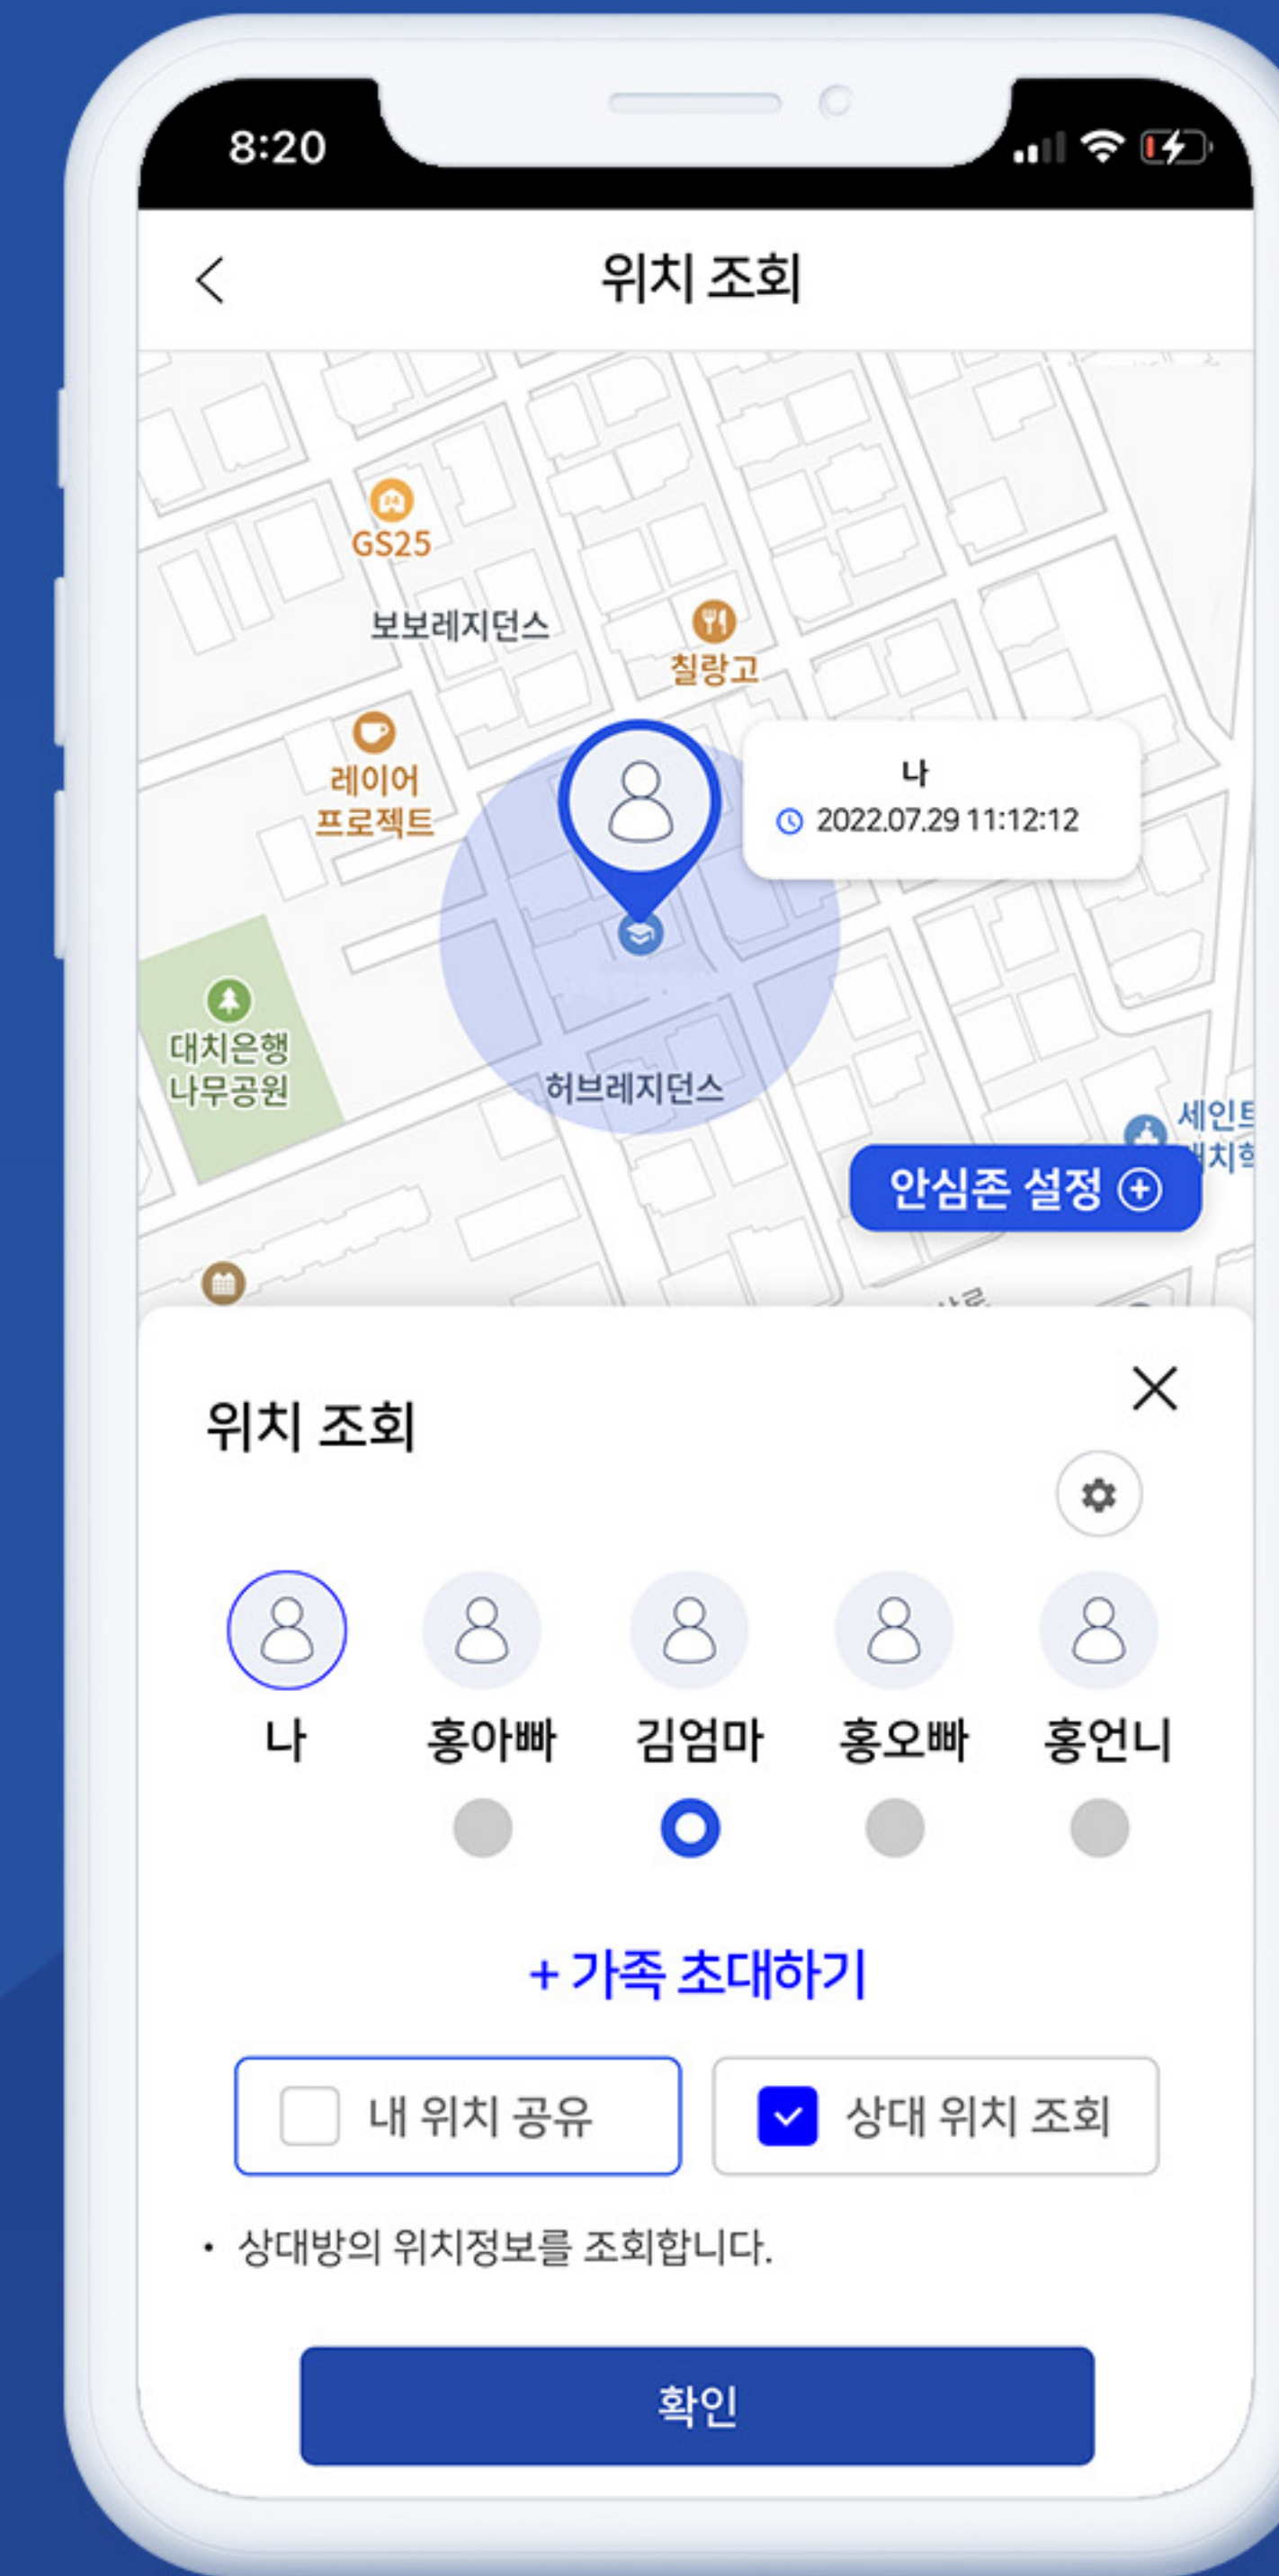 8:20
위치 조회
GS25
보보레지던스
칠랑고
레이어
프로젝트
나
2022.07.29 11:12:12
대치은행
나무공원
허브레지던스
세인트
안심존 설정
위치 조회
나 홍아빠 김엄마 홍오빠 홍언니
+ 가족 초대하기
내 위치 공유
상대 위치 조회
• 상대방의 위치정보를 조회합니다.
확인